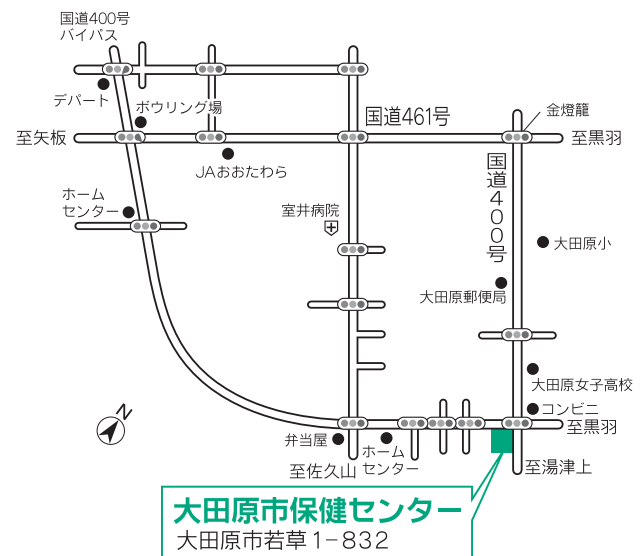 国道400号
バイパス
デパート
ボウリング場
国道461号
金燈籠
至矢板
至黒羽
JAおおたわら
国道400号
ホーム
センター
室井病院
大田原小
大田原郵便局
大田原女子高校
コンビニ
至黒羽
N
弁当屋
ホーム
センター
至佐久山
至湯津上
大田原市保健センター
大田原市若草1−832